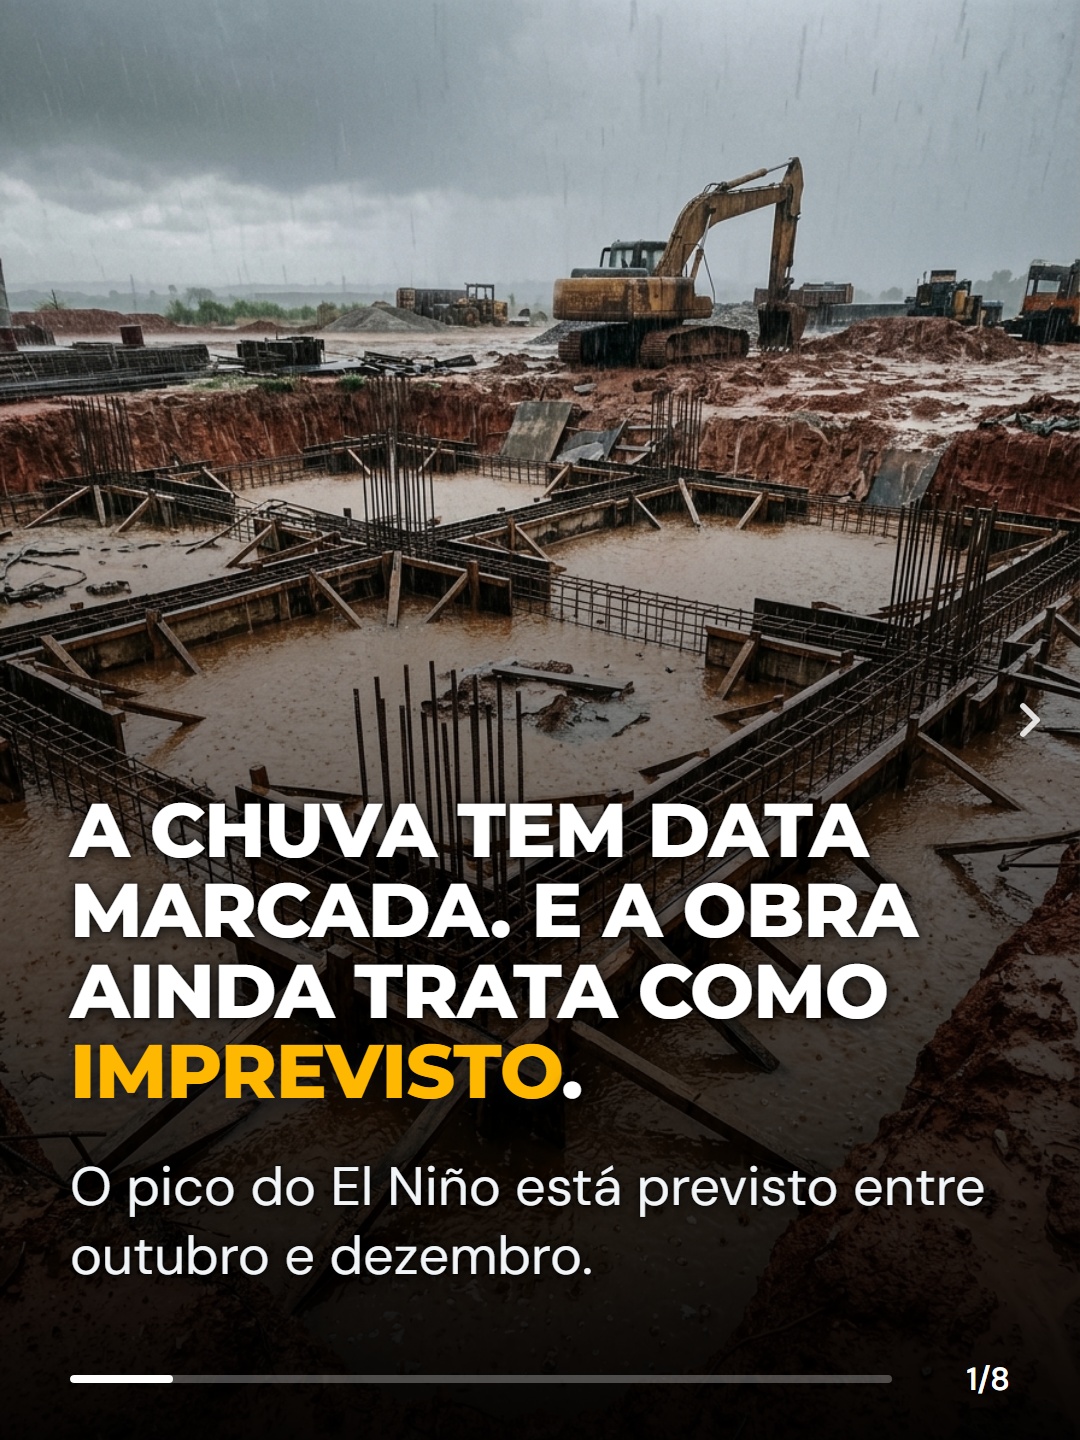 A CHUVA TEM DATA
MARCADA. E A OBRA
AINDA TRATA COMO
IMPREVISTO.
O pico do El Niño está previsto entre
outubro e dezembro.
1/8